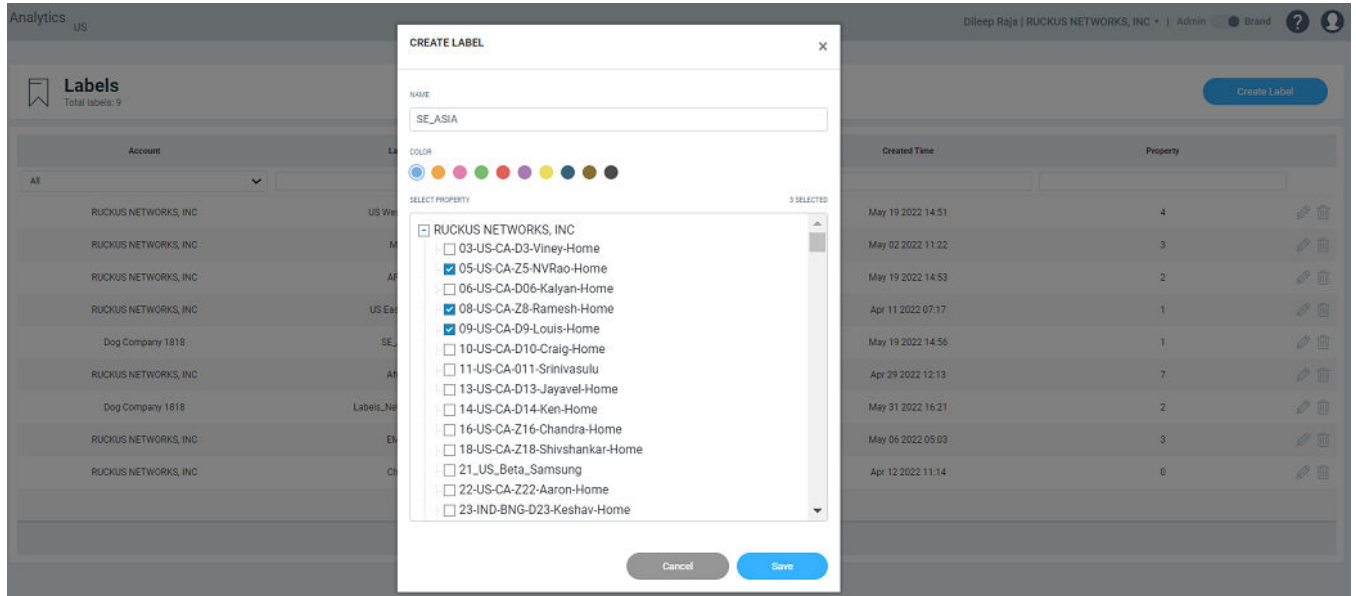 Analytics US
Dileep Raja | RUCKUS NETWORKS, INC | Admin Brand ?
CREATE LABEL ×
Labels
Total labels: 9
Create Label
NAME
SE_ASIA
COLOR
SELECT PROPERTY 3 SELECTED
RUCKUS NETWORKS, INC
03-US-CA-D3-Viney-Home
05-US-CA-Z5-NVRao-Home
06-US-CA-D06-Kalyan-Home
08-US-CA-Z8-Ramesh-Home
09-US-CA-D9-Louis-Home
10-US-CA-D10-Craig-Home
11-US-CA-011-Srinivasulu
13-US-CA-D13-Jayavel-Home
14-US-CA-D14-Ken-Home
16-US-CA-Z16-Chandra-Home
18-US-CA-Z18-Shivshankar-Home
21_US_Beta_Samsung
22-US-CA-Z22-Aaron-Home
23-IND-BNG-D23-Keshav-Home
Cancel Save
Account La Created Time Property
All
RUCKUS NETWORKS, INC US We May 19 2022 14:51 4
RUCKUS NETWORKS, INC M May 02 2022 11:22 3
RUCKUS NETWORKS, INC AF May 19 2022 14:53 2
RUCKUS NETWORKS, INC US Eas Apr 11 2022 07:17 1
Dog Company 1818 SE_ May 19 2022 14:56 1
RUCKUS NETWORKS, INC Apr 29 2022 12:13 7
Dog Company 1818 Labels_Ne May 31 2022 16:21 2
RUCKUS NETWORKS, INC May 06 2022 05:03 3
RUCKUS NETWORKS, INC Ch Apr 12 2022 11:14 0